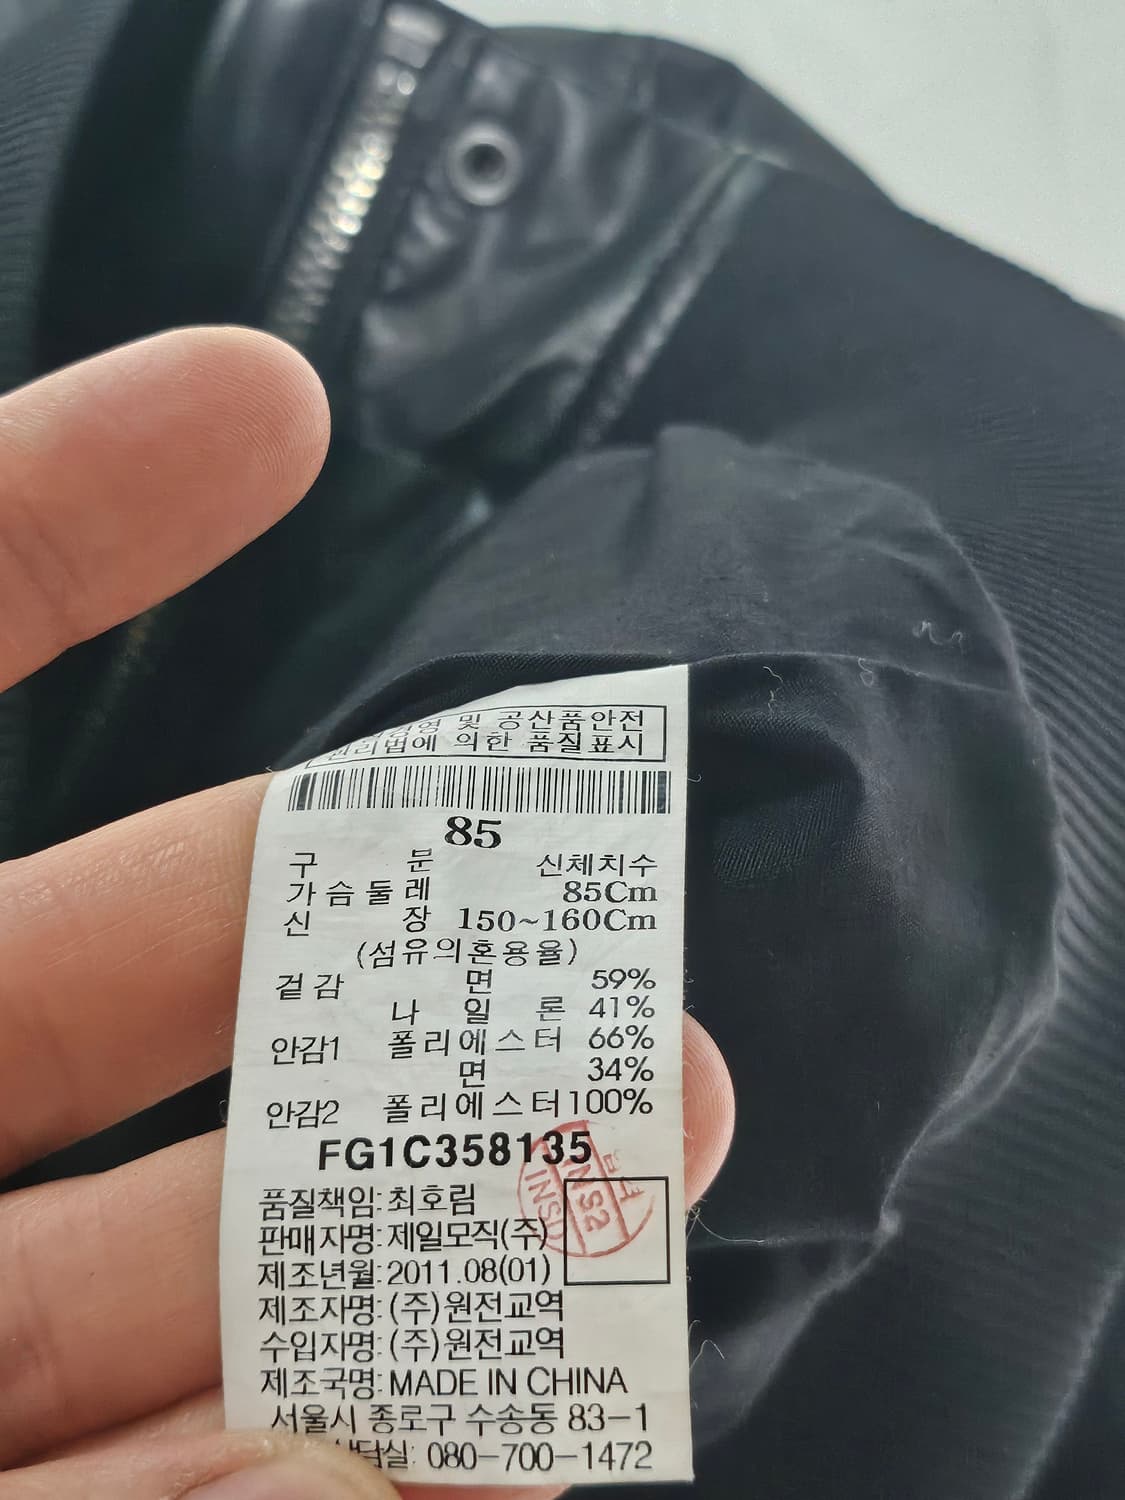 및 공산품안전
관리법에 의한 품질표시
85
구 분 신체치수
가슴둘레 85Cm
신 장 150~160Cm
(섬유의혼용율)
겉감 면 59%
나 일 론 41%
안감1 폴리에스터 66%
면 34%
안감2 폴리에스터 100%
FG1C358135
품질책임: 최호림
판매자명: 제일모직(주)
제조년월: 2011.08(01)
제조자명: (주)원전교역
수입자명: (주)원전교역
제조국명: MADE IN CHINA
서울시 종로구 수송동 83-1
상담실: 080-700-1472
INS2